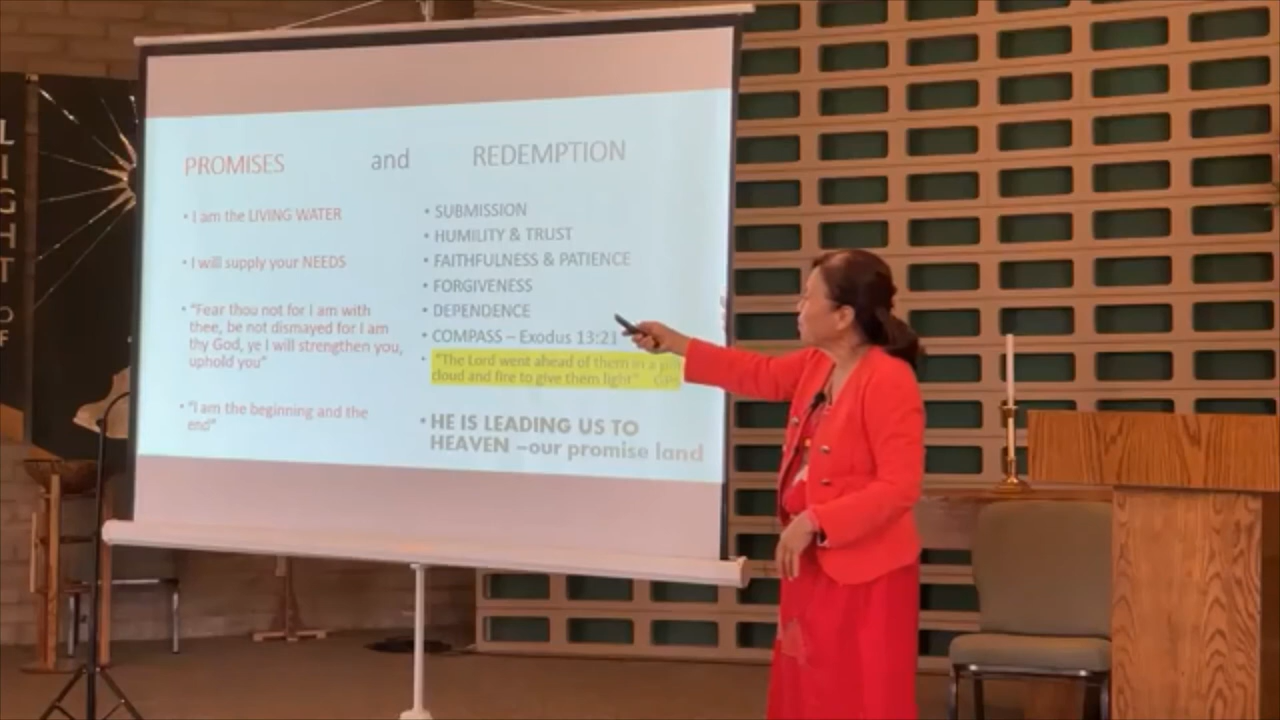 LIGHT OF
PROMISES and REDEMPTION
• I am the LIVING WATER
• I will supply your NEEDS
• "Fear thou not for I am with
thee, be not dismayed for I am
thy God, ye I will strengthen you,
uphold you"
• "I am the beginning and the
end"
• SUBMISSION
• HUMILITY & TRUST
• FAITHFULNESS & PATIENCE
• FORGIVENESS
• DEPENDENCE
• COMPASS – Exodus 13:21
• "The Lord went ahead of them in a
cloud and fire to give them light" GPS
• HE IS LEADING US TO
HEAVEN –our promise land